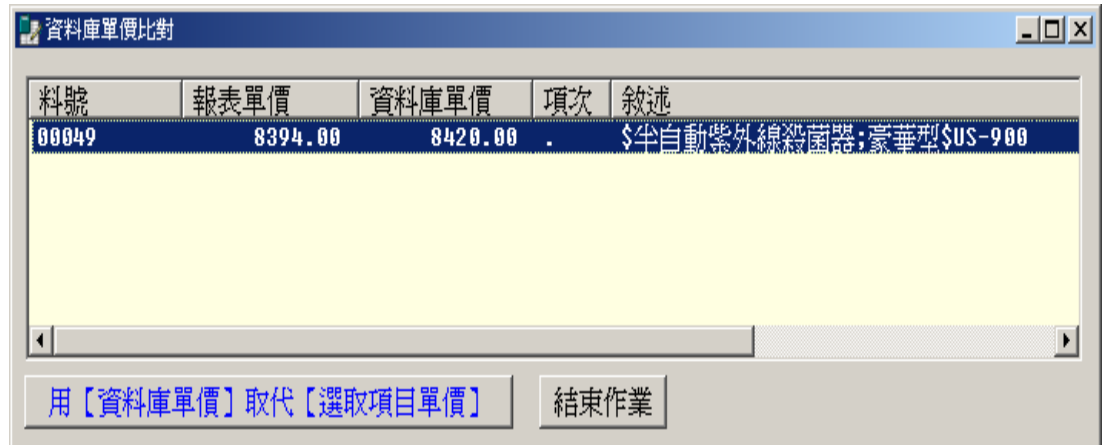 資料庫單價比對
料號 報表單價 資料庫單價 項次 敘述
00049 8394.00 8420.00 . $半自動紫外線殺菌器;豪華型$US-900
用【資料庫單價】取代【選取項目單價】 結束作業